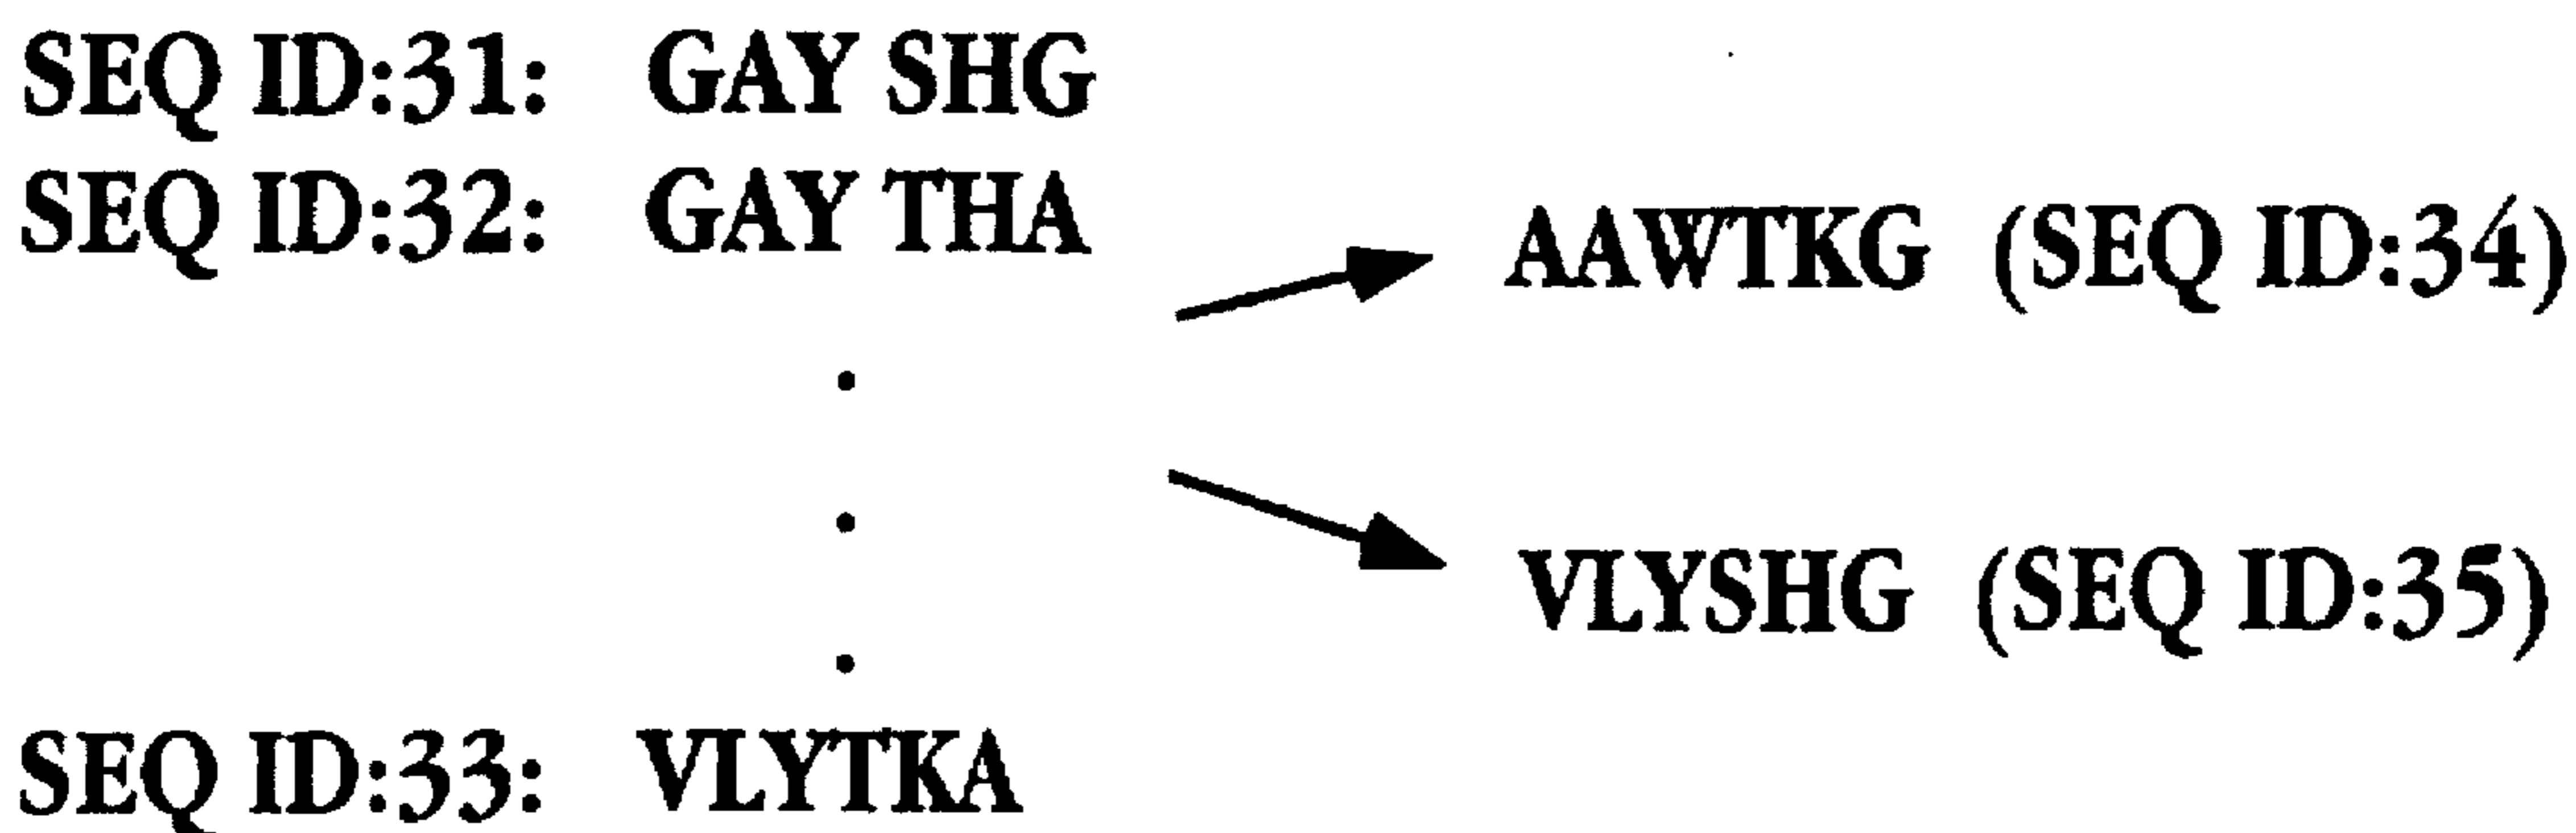 SEQ ID:31: GAY SHG
SEQ ID:32: GAY THA
AAWTKG (SEQ ID:34)
VLYSHG (SEQ ID:35)
SEQ ID:33: VLYTKA